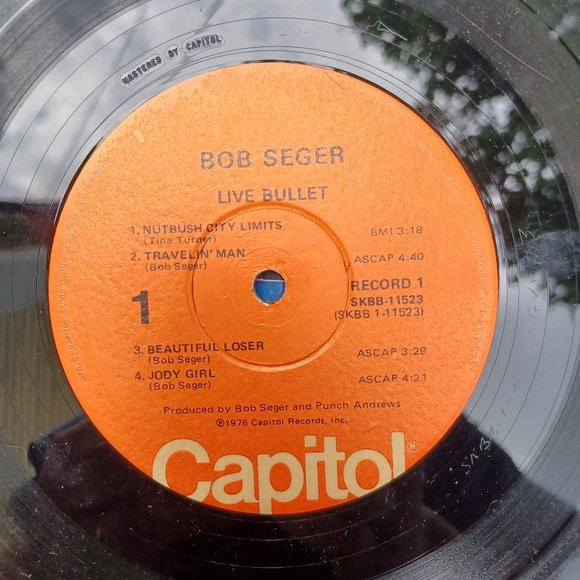 MASTERED BY CAPITOL
BOB SEGER
LIVE BULLET
1. NUTBUSH CITY LIMITS BMI 3:18
(Tina Turner)
2. TRAVELIN' MAN ASCAP 4:40
(Bob Seger)
1
RECORD 1
SKBB-11523
(SKBB 1-11523)
3. BEAUTIFUL LOSER ASCAP 3:29
(Bob Seger)
4. JODY GIRL ASCAP 4:21
(Bob Seger)
Produced by Bob Seger and Punch Andrews
℗1976 Capitol Records, Inc.
Capitol®